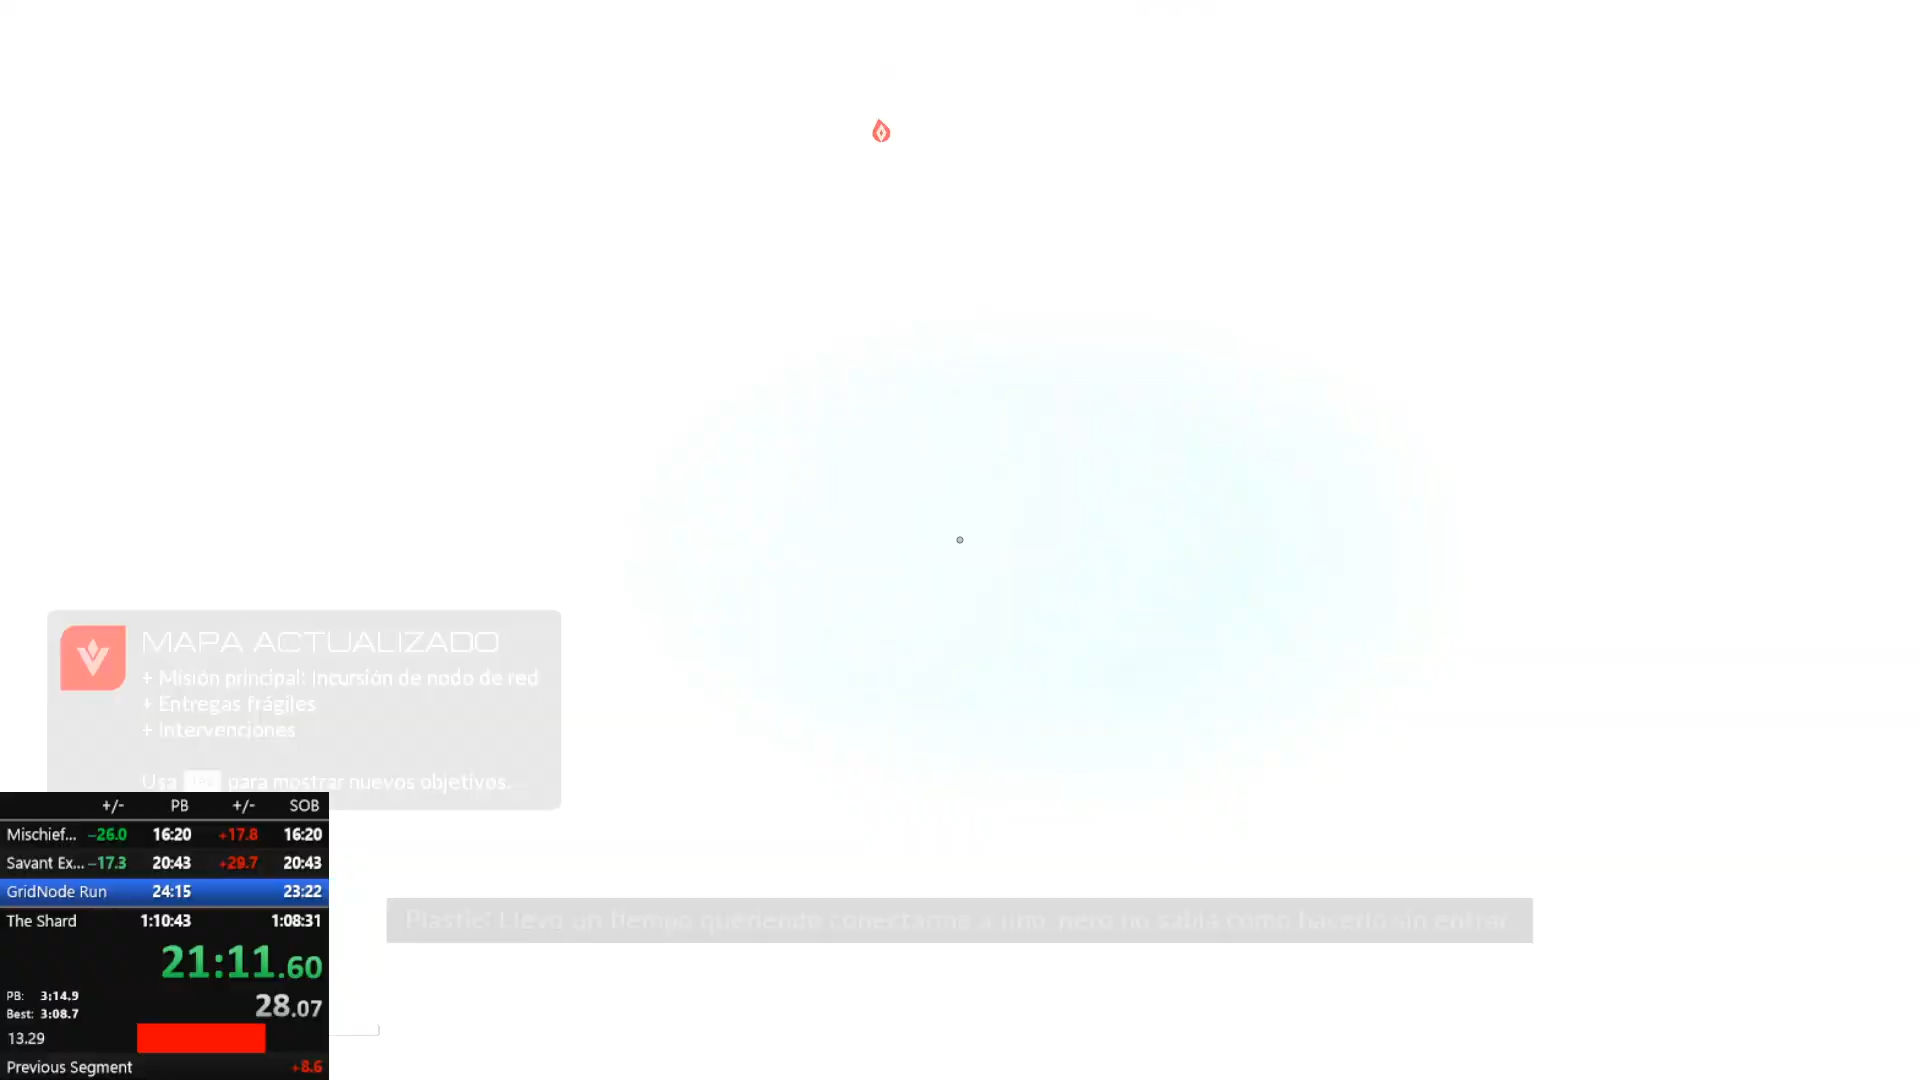 MAPA ACTUALIZADO
+ Misión principal: Incursión de nodo de red
+ Entregas frágiles
+ Intervenciones
Usa para mostrar nuevos objetivos.
+/- PB +/- SOB
Mischief... −26.0 16:20 +17.8 16:20
Savant Ex... −17.3 20:43 +29.7 20:43
GridNode Run 24:15 23:22
The Shard 1:10:43 1:08:31
Plastic: Llevo un tiempo queriendo conectarme a uno, pero no sabía cómo hacerlo sin entrar
21:11.60
PB: 3:14.9
28.07
Best: 3:08.7
13.29
Previous Segment +8.6